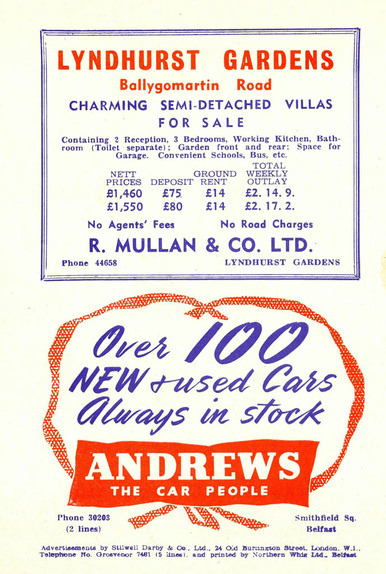 LYNDHURST GARDENS
Ballygomartin Road
CHARMING SEMI-DETACHED VILLAS
FOR SALE
Containing 2 Reception, 3 Bedrooms, Working Kitchen, Bath-
room (Toilet separate); Garden front and rear; Space for
Garage. Convenient Schools, Bus, etc.
NETT PRICES DEPOSIT GROUND RENT TOTAL WEEKLY OUTLAY
£1,460 £75 £14 £2. 14. 9.
£1,550 £80 £14 £2. 17. 2.
No Agents' Fees No Road Charges
R. MULLAN & CO. LTD.
Phone 44658 LYNDHURST GARDENS
Over 100
NEW & used Cars
Always in stock
ANDREWS
THE CAR PEOPLE
Phone 30203 Smithfield Sq.
(2 lines) Belfast
Advertisements by Stilwell Darby & Co., Ltd., 24 Old Burlington Street, London, W.1.,
Telephone No. Grosvenor 7481 (5 lines), and printed by Northern Whig Ltd., Belfast